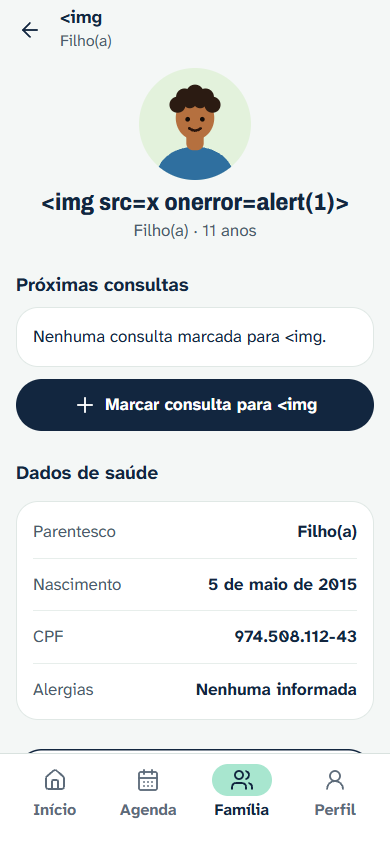 <img
Filho(a)
<img src=x onerror=alert(1)>
Filho(a) · 11 anos
Próximas consultas
Nenhuma consulta marcada para <img.
Marcar consulta para <img
Dados de saúde
Parentesco Filho(a)
Nascimento 5 de maio de 2015
CPF 974.508.112-43
Alergias Nenhuma informada
Início Agenda Família Perfil